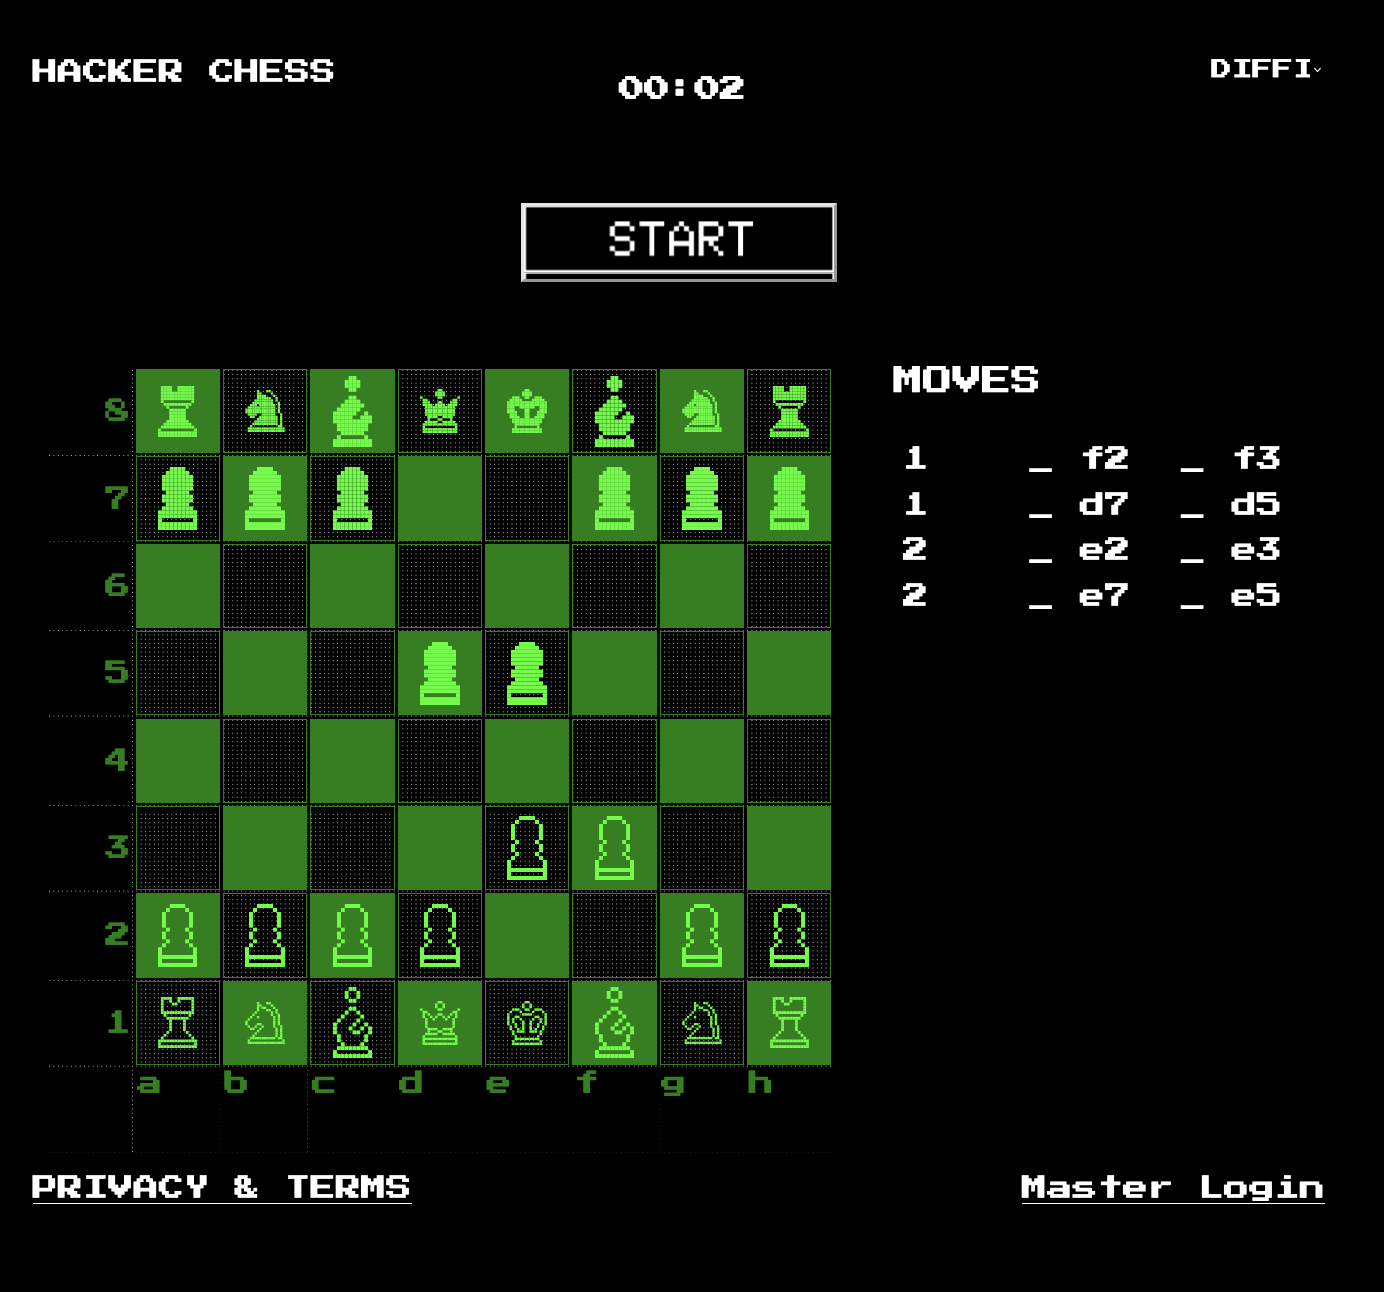 HACKER CHESS
00:02
DIFFI
START
MOVES
1 _ f2 _ f3
1 _ d7 _ d5
2 _ e2 _ e3
2 _ e7 _ e5
8
7
6
5
4
3
2
1
a b c d e f g h
PRIVACY & TERMS
Master Login